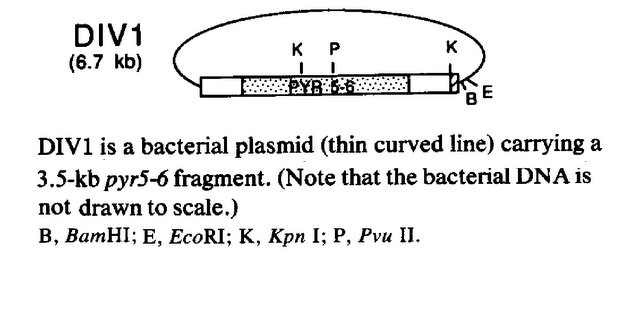 DIV1
(6.7 kb)
K P K
PYR 5-6
B E
DIV1 is a bacterial plasmid (thin curved line) carrying a
3.5-kb pyr5-6 fragment. (Note that the bacterial DNA is
not drawn to scale.)
B, BamHI; E, EcoRI; K, Kpn I; P, Pvu II.